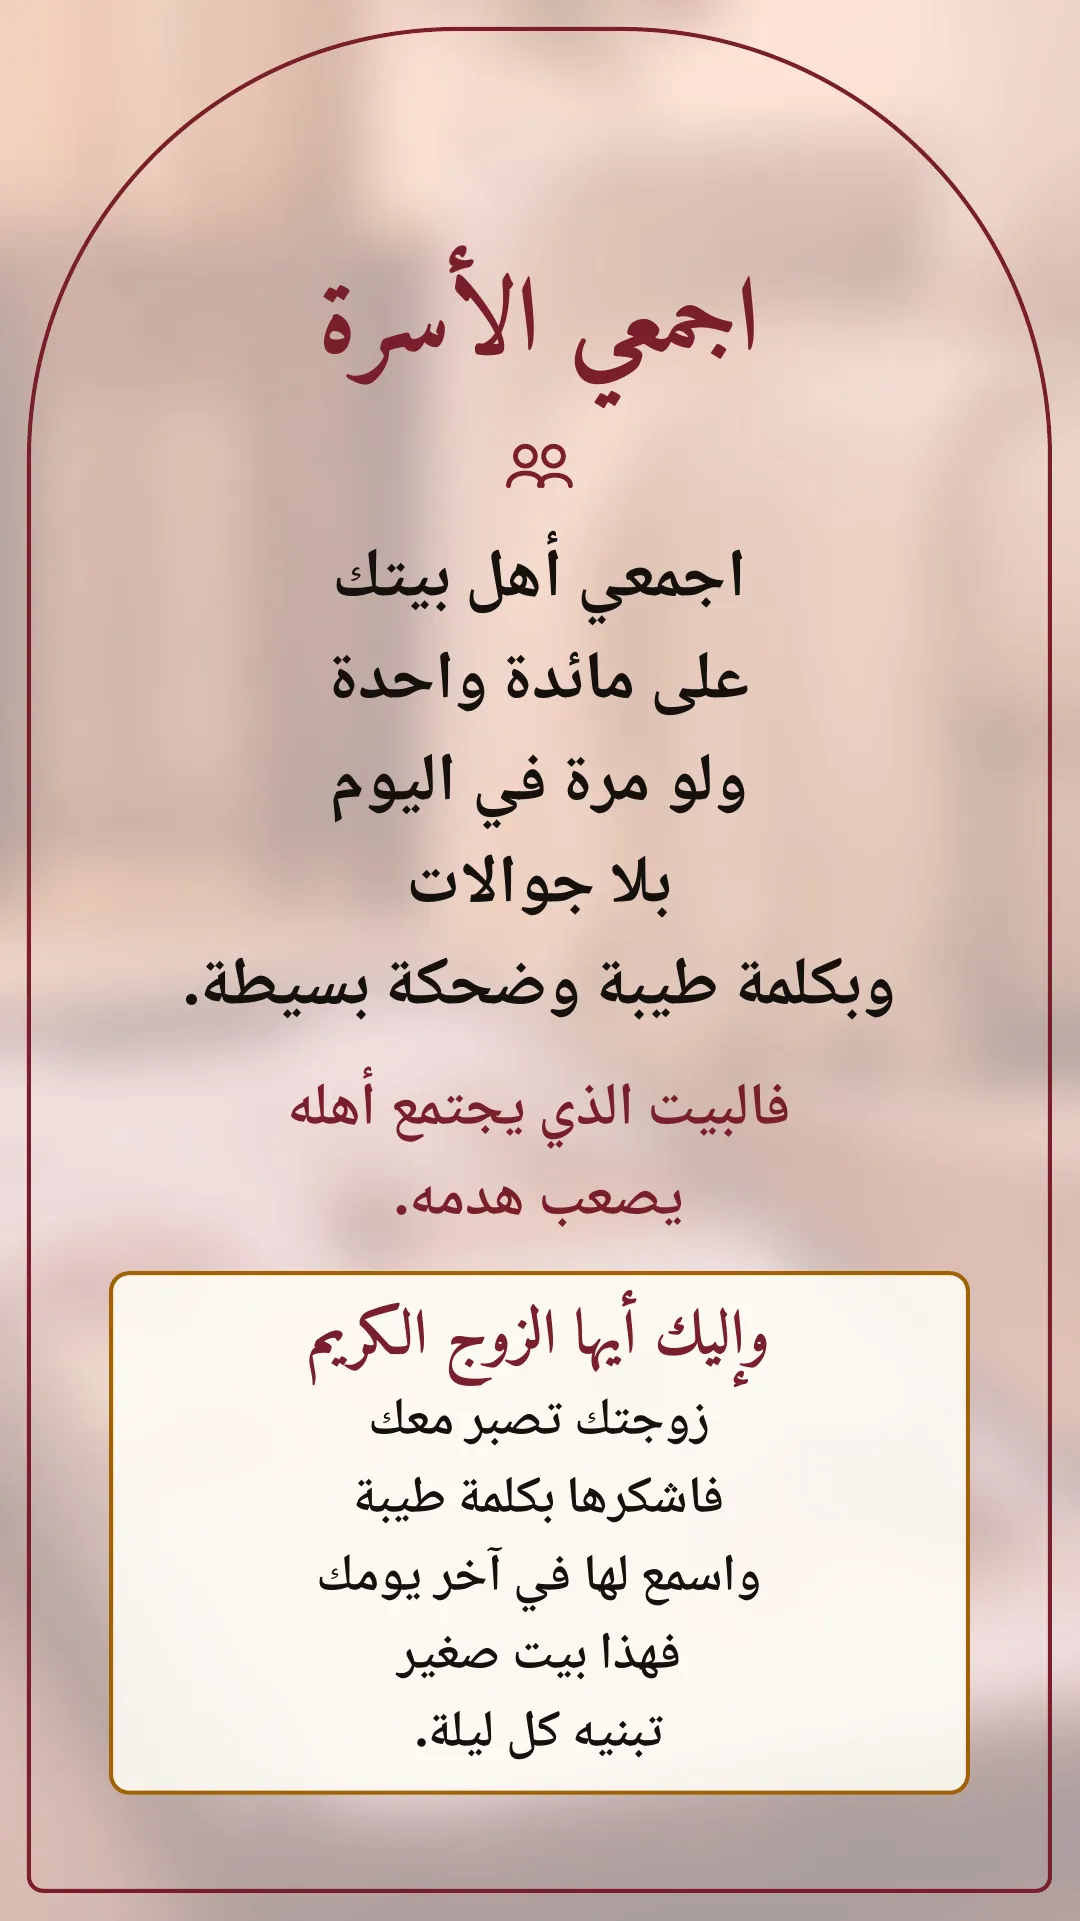 اجمعي الأسرة
اجمعي أهل بيتك
على مائدة واحدة
ولو مرة في اليوم
بلا جوالات
وبكلمة طيبة وضحكة بسيطة.
فالبيت الذي يجتمع أهله
يصعب هدمه.
وإليك أيها الزوج الكريم
زوجتك تصبر معك
فاشكرها بكلمة طيبة
واسمع لها في آخر يومك
فهذا بيت صغير
تبنيه كل ليلة.